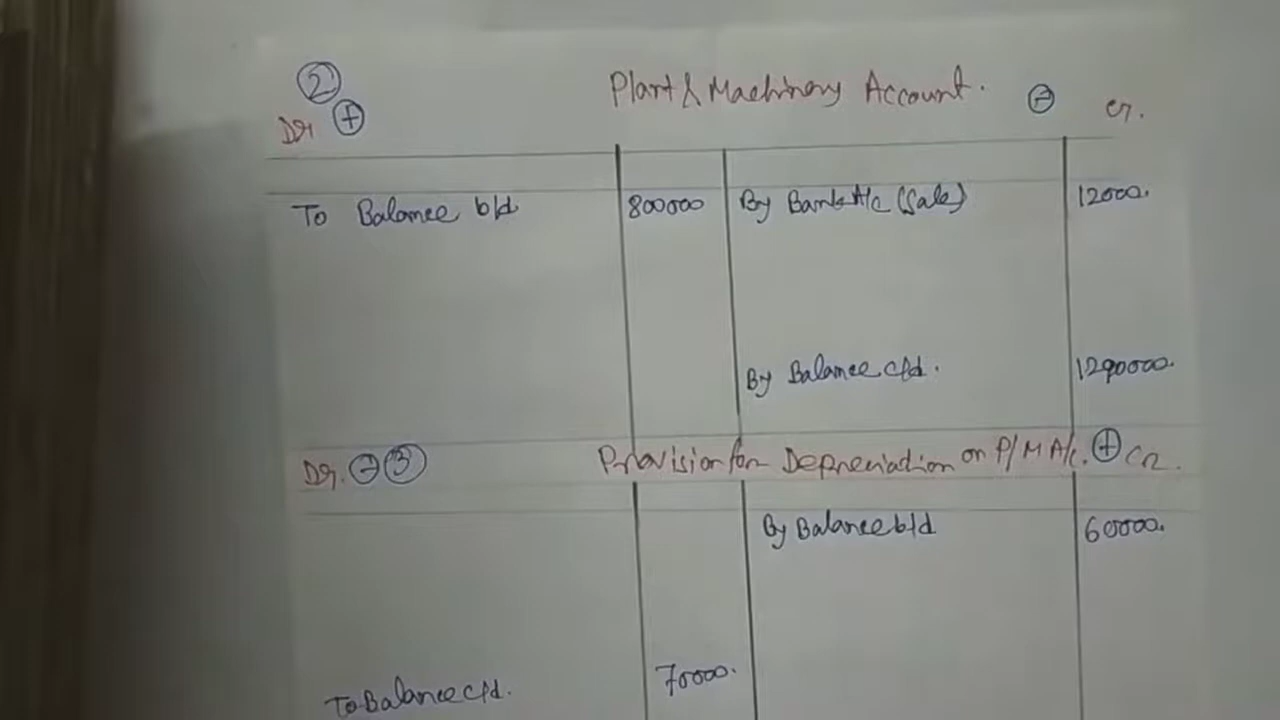 2
Plant & Machinery Account. -
Dr + Cr.
To Balance b/d 800000 By Bank A/c (Sale) 12000.
By Balance c/d. 1290000.
Dr. - 3 Provision for Depreciation on P/M A/c. + Cr.
By Balance b/d 60000.
To Balance c/d. 70000.